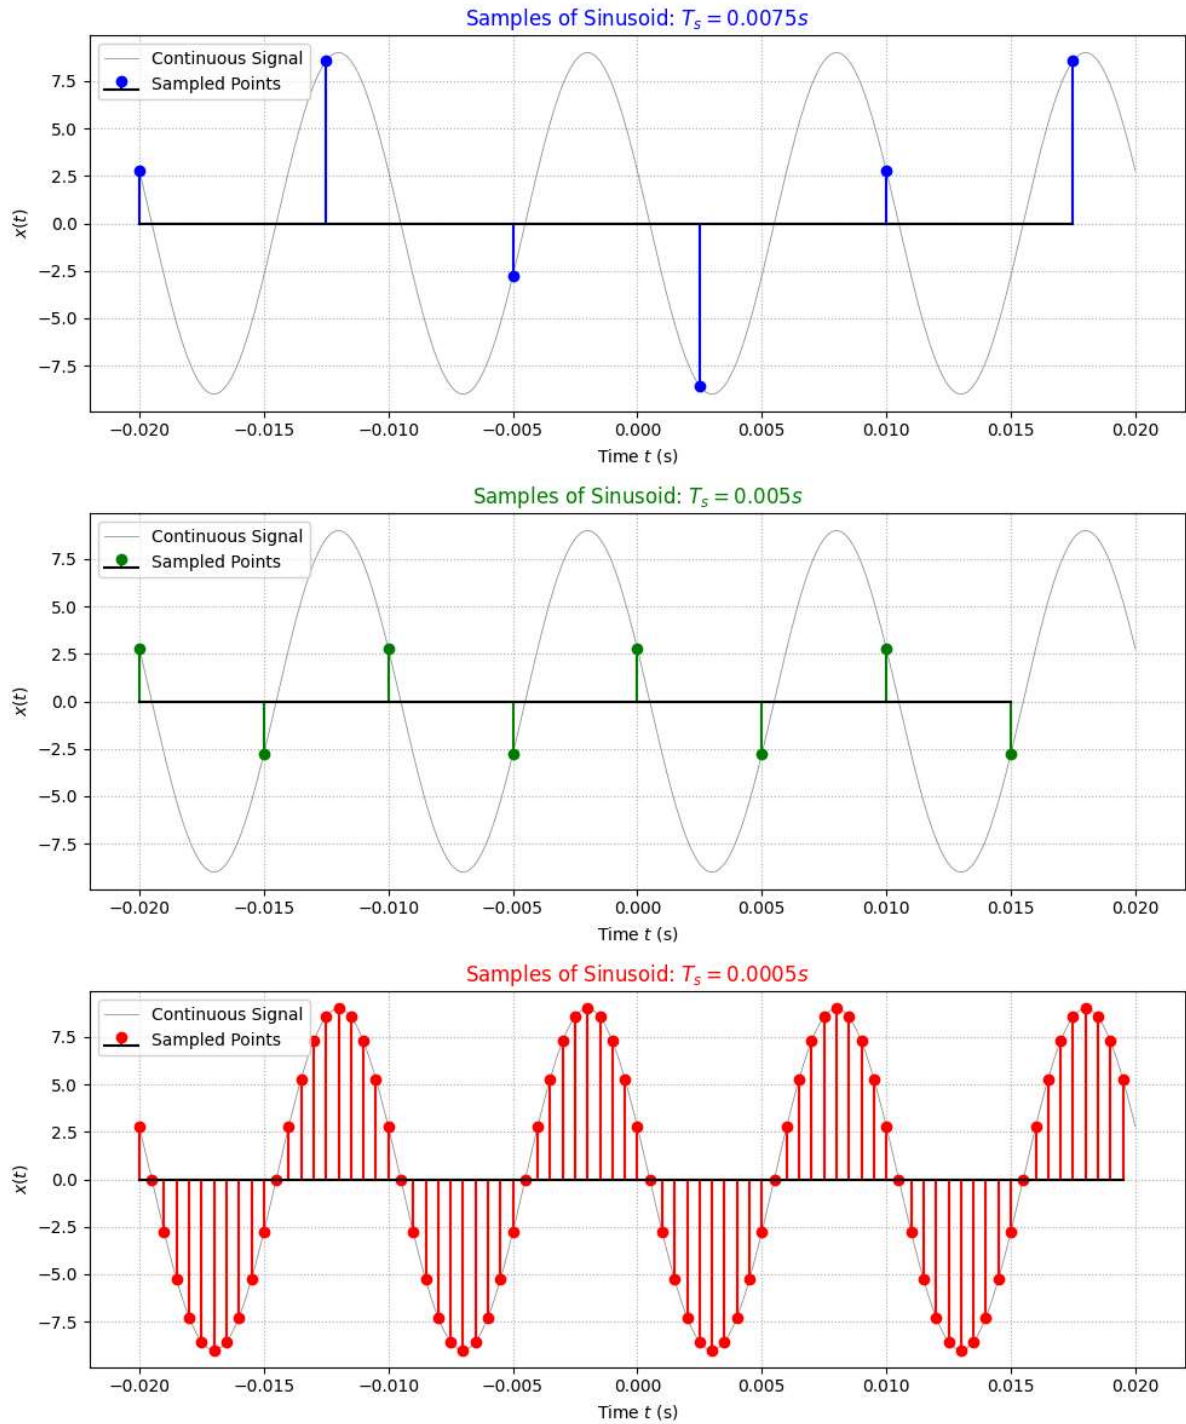 Samples of Sinusoid: Tₛ = 0.0075s
Continuous Signal
Sampled Points
7.5
5.0
2.5
0.0
−2.5
−5.0
−7.5
x(t)
−0.020 −0.015 −0.010 −0.005 0.000 0.005 0.010 0.015 0.020
Time t (s)
Samples of Sinusoid: Tₛ = 0.005s
Continuous Signal
Sampled Points
7.5
5.0
2.5
0.0
−2.5
−5.0
−7.5
x(t)
−0.020 −0.015 −0.010 −0.005 0.000 0.005 0.010 0.015 0.020
Time t (s)
Samples of Sinusoid: Tₛ = 0.0005s
Continuous Signal
Sampled Points
7.5
5.0
2.5
0.0
−2.5
−5.0
−7.5
x(t)
−0.020 −0.015 −0.010 −0.005 0.000 0.005 0.010 0.015 0.020
Time t (s)